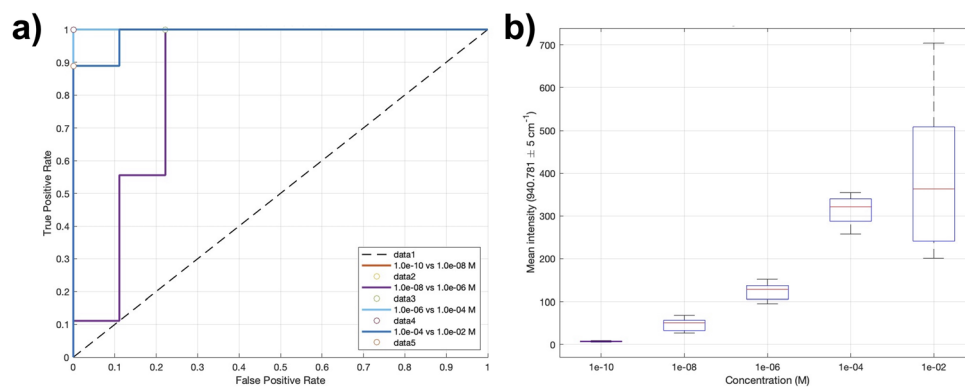 a)
1
0.9
0.8
0.7
0.6
0.5
0.4
0.3
0.2
0.1
0
True Positive Rate
0 0.1 0.2 0.3 0.4 0.5 0.6 0.7 0.8 0.9 1
False Positive Rate
data1
1.0e-10 vs 1.0e-08 M
data2
1.0e-08 vs 1.0e-06 M
data3
1.0e-06 vs 1.0e-04 M
data4
1.0e-04 vs 1.0e-02 M
data5
b)
700
600
500
400
300
200
100
0
Mean intensity (940.781 ± 5 cm⁻¹)
1e-10 1e-08 1e-06 1e-04 1e-02
Concentration (M)